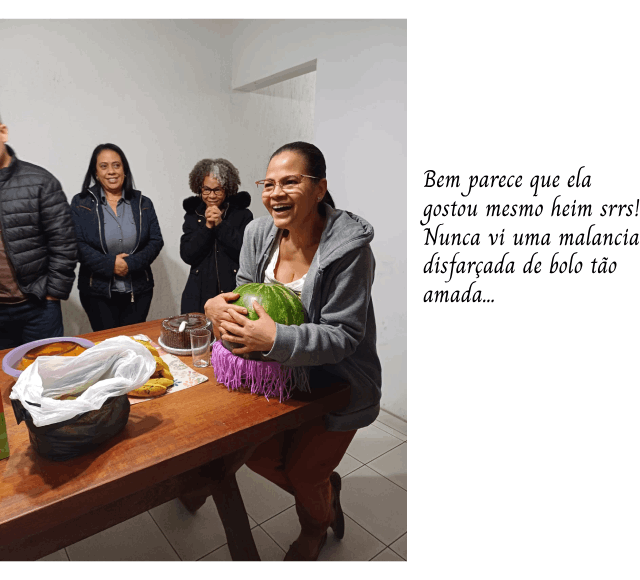 Bem parece que ela
gostou mesmo heim srrs!
Nunca vi uma malancia
disfarçada de bolo tão
amada...